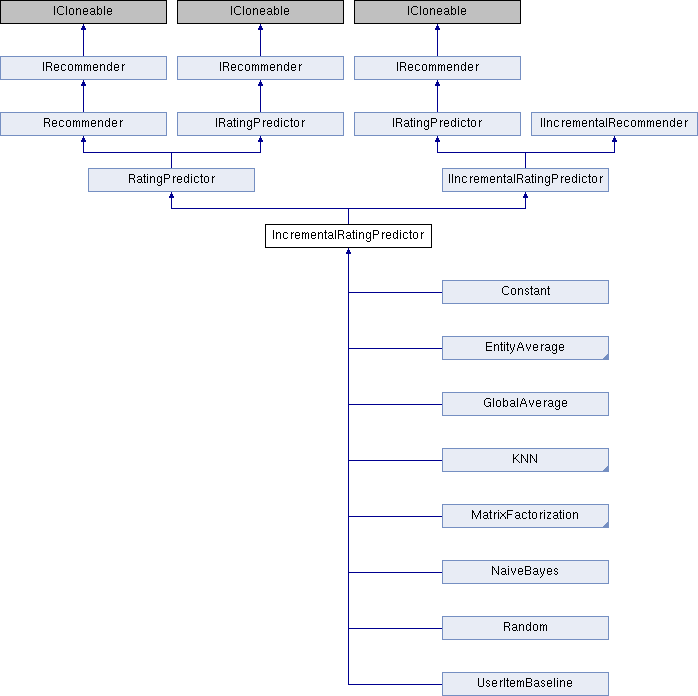 ICloneable ICloneable ICloneable
IRecommender IRecommender IRecommender
Recommender IRatingPredictor IRatingPredictor IIncrementalRecommender
RatingPredictor IIncrementalRatingPredictor
IncrementalRatingPredictor
Constant
EntityAverage
GlobalAverage
KNN
MatrixFactorization
NaiveBayes
Random
UserItemBaseline